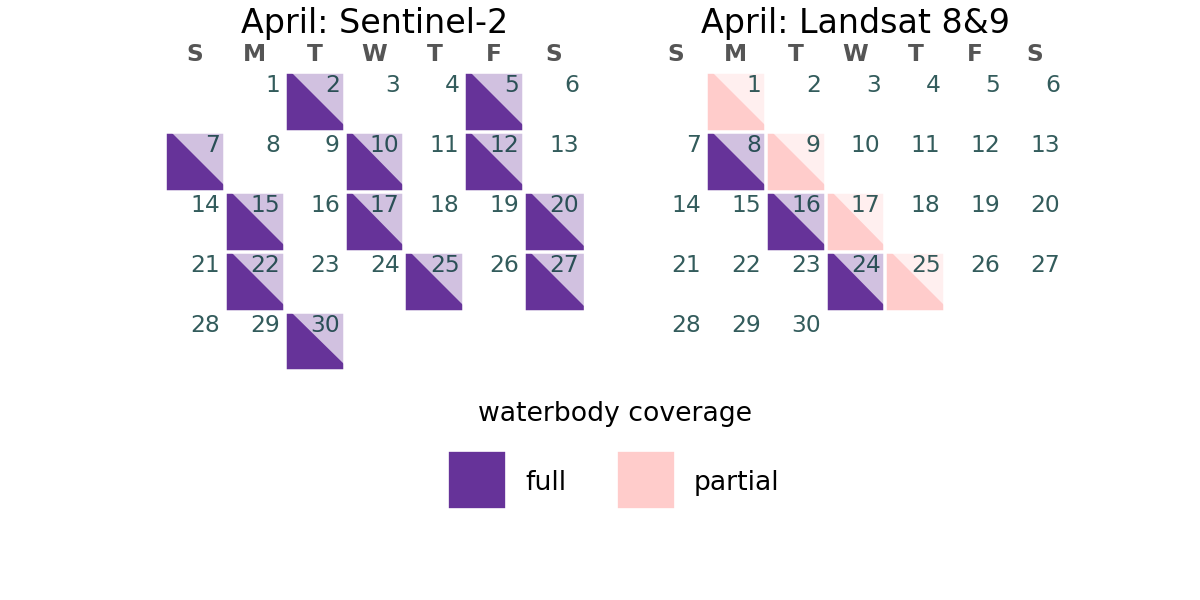 April: Sentinel-2
S M T W T F S
1 2 3 4 5 6
7 8 9 10 11 12 13
14 15 16 17 18 19 20
21 22 23 24 25 26 27
28 29 30
April: Landsat 8&9
S M T W T F S
1 2 3 4 5 6
7 8 9 10 11 12 13
14 15 16 17 18 19 20
21 22 23 24 25 26 27
28 29 30
waterbody coverage
full partial